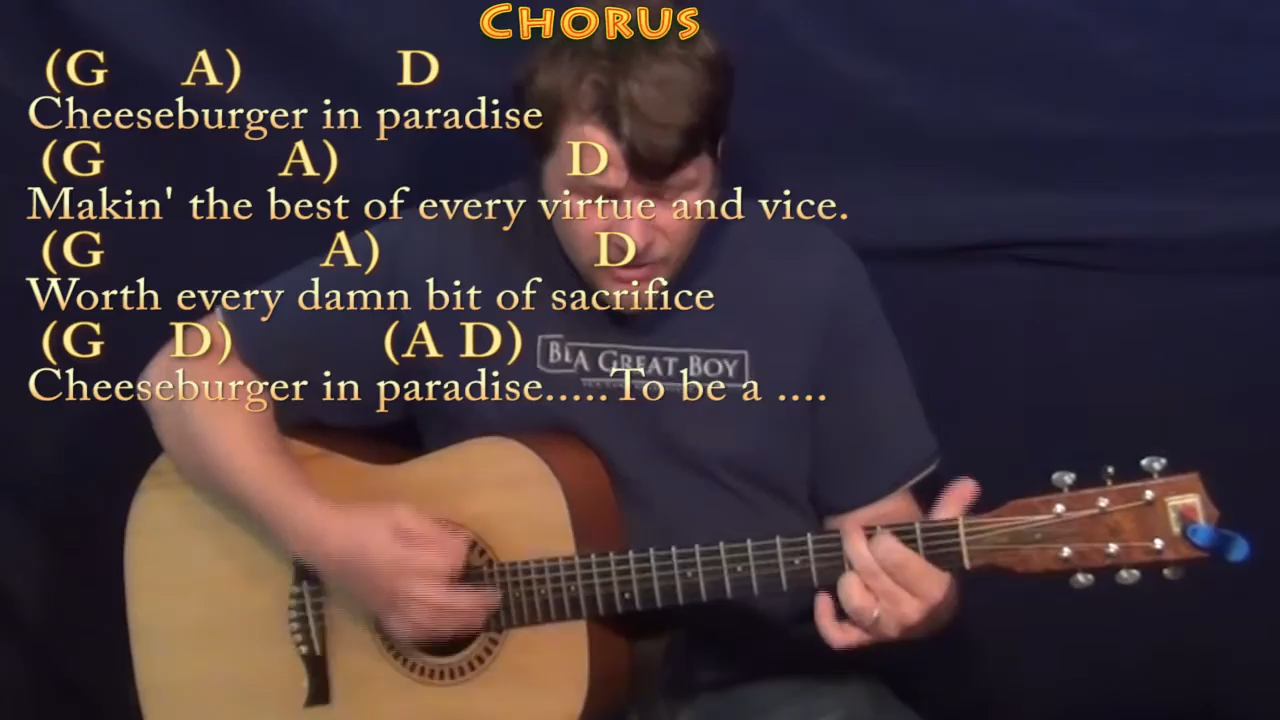 CHORUS
(G A) D
Cheeseburger in paradise
(G A) D
Makin' the best of every virtue and vice.
(G A) D
Worth every damn bit of sacrifice
(G D) (A D)
Cheeseburger in paradise.....To be a ....
BLA GREAT BOY